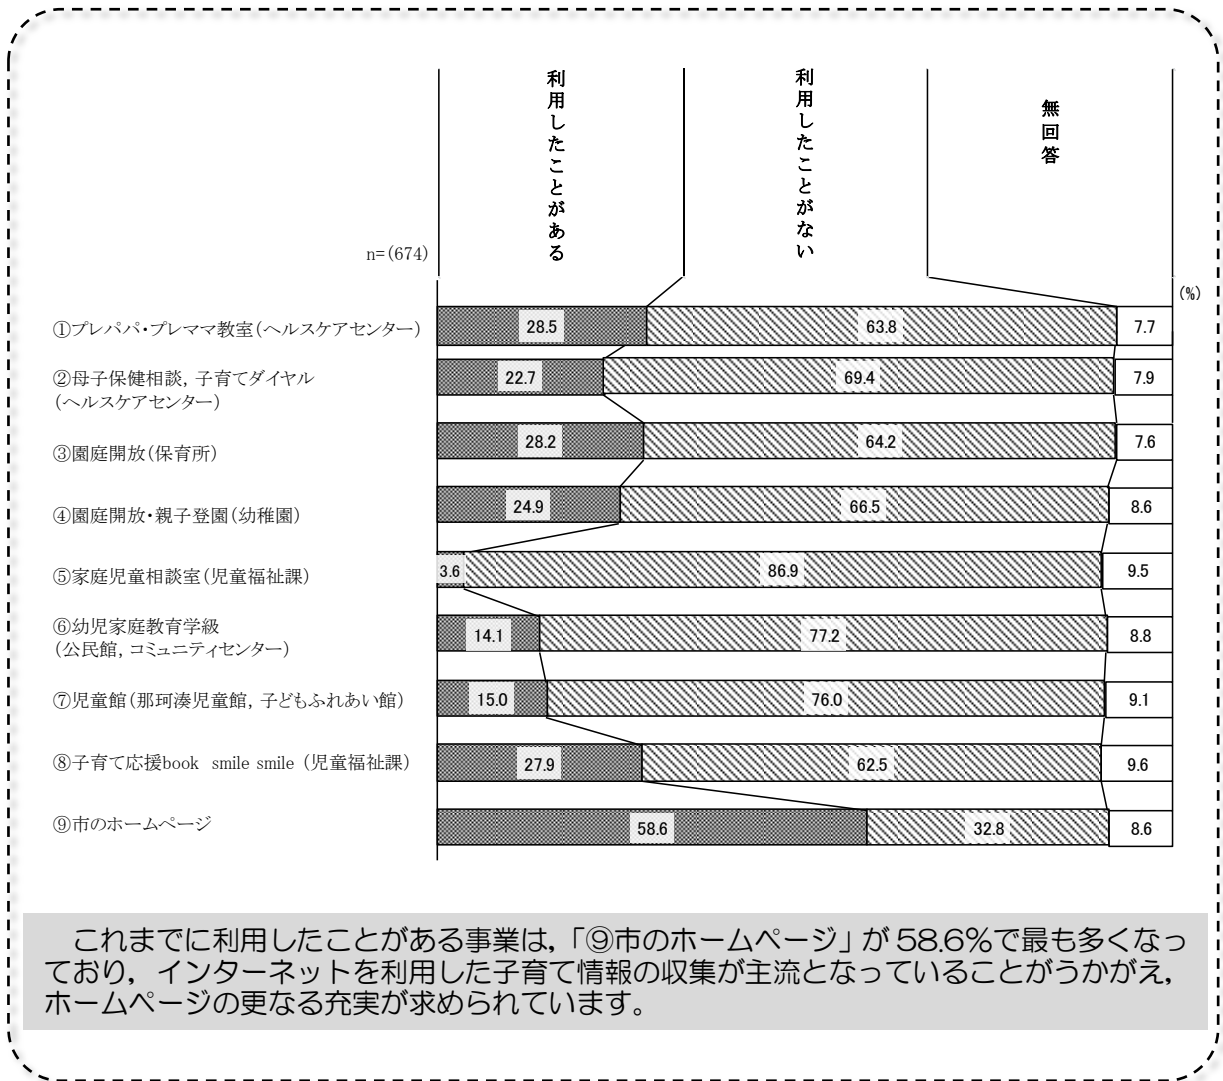 利用したことがある
利用したことがない
無回答
n=(674)
(%)
①プレパパ・プレママ教室(ヘルスケアセンター)
28.5
63.8
7.7
②母子保健相談，子育てダイヤル
(ヘルスケアセンター)
22.7
69.4
7.9
③園庭開放(保育所)
28.2
64.2
7.6
④園庭開放・親子登園(幼稚園)
24.9
66.5
8.6
⑤家庭児童相談室(児童福祉課)
3.6
86.9
9.5
⑥幼児家庭教育学級
(公民館，コミュニティセンター)
14.1
77.2
8.8
⑦児童館(那珂湊児童館，子どもふれあい館)
15.0
76.0
9.1
⑧子育て応援book smile smile (児童福祉課)
27.9
62.5
9.6
⑨市のホームページ
58.6
32.8
8.6
これまでに利用したことがある事業は，「⑨市のホームページ」が 58.6%で最も多くなっ
ており，インターネットを利用した子育て情報の収集が主流となっていることがうかがえ，
ホームページの更なる充実が求められています。